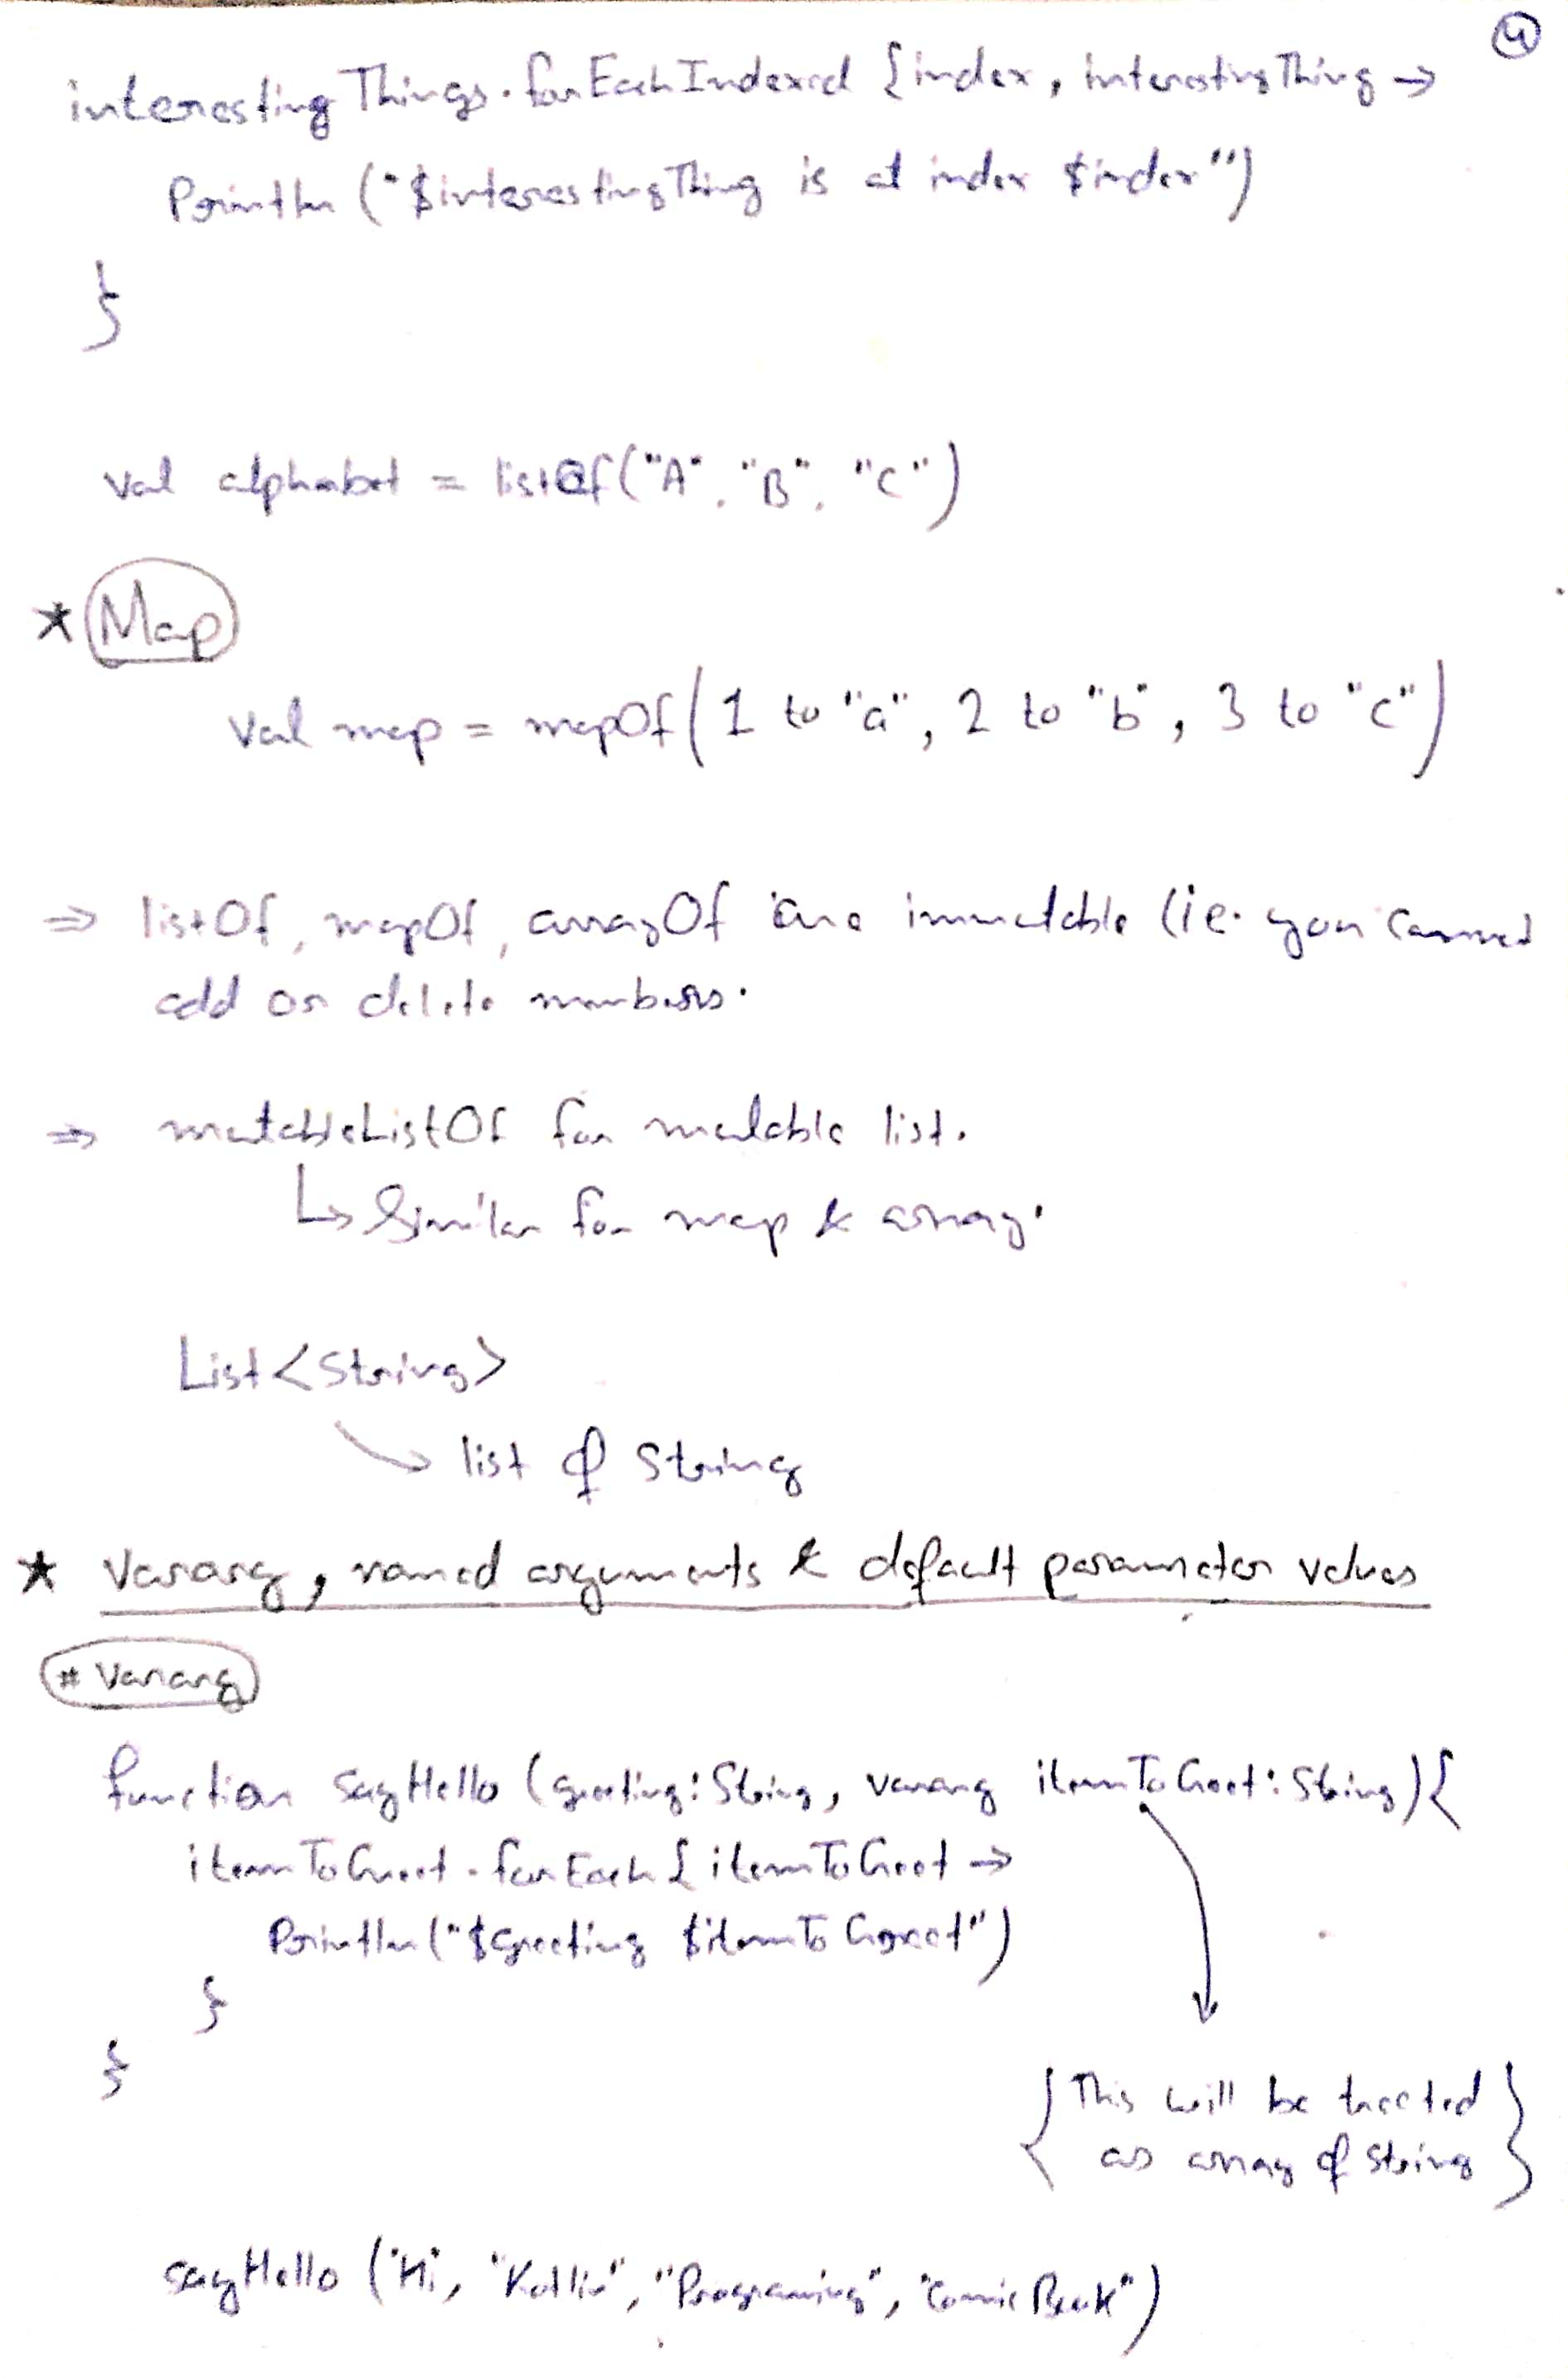 4
interestingThings.forEachIndexed {index, interestingThing →
Println ("$interestingThing is at index $index")
}
val alphabet = listOf("A", "B", "C")
* Map
Val map = mapOf(1 to "a", 2 to "b", 3 to "c")
⇒ listOf, mapOf, arrayOf are immutable (ie. you cannot
add or delete members.
⇒ mutableListOf for mutable list.
↳ Similar for map & array.
List<String>
→ list of String
* Vararg, named arguments & default parameter values
# Vararg
function sayHello (greeting: String, vararg itemToGreet: String){
itemToGreet.forEach { itemToGreet →
Println("$greeting $itemToGreet")
}
}
{ This will be treated
as array of String }
sayHello ("Hi, "Kotlin", "Programing", "Comic Book")